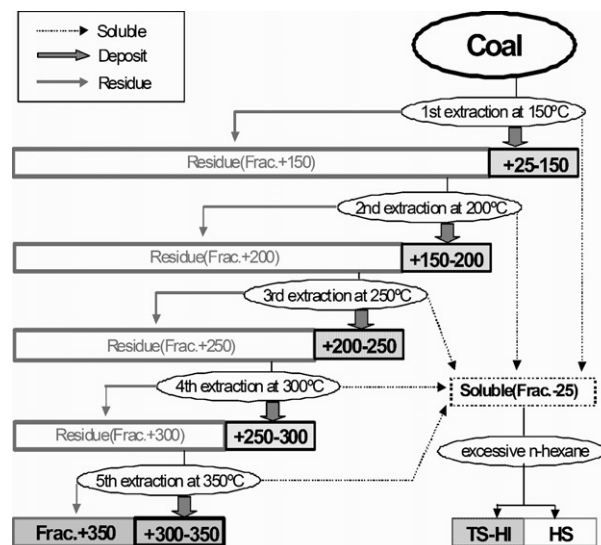 Soluble
Deposit
Residue
Coal
1st extraction at 150ºC
Residue(Frac.+150)
+25-150
2nd extraction at 200ºC
Residue(Frac.+200)
+150-200
3rd extraction at 250ºC
Residue(Frac.+250)
+200-250
4th extraction at 300ºC
Soluble(Frac.-25)
Residue(Frac.+300)
+250-300
excessive n-hexane
5th extraction at 350ºC
Frac.+350
+300-350
TS-HI
HS